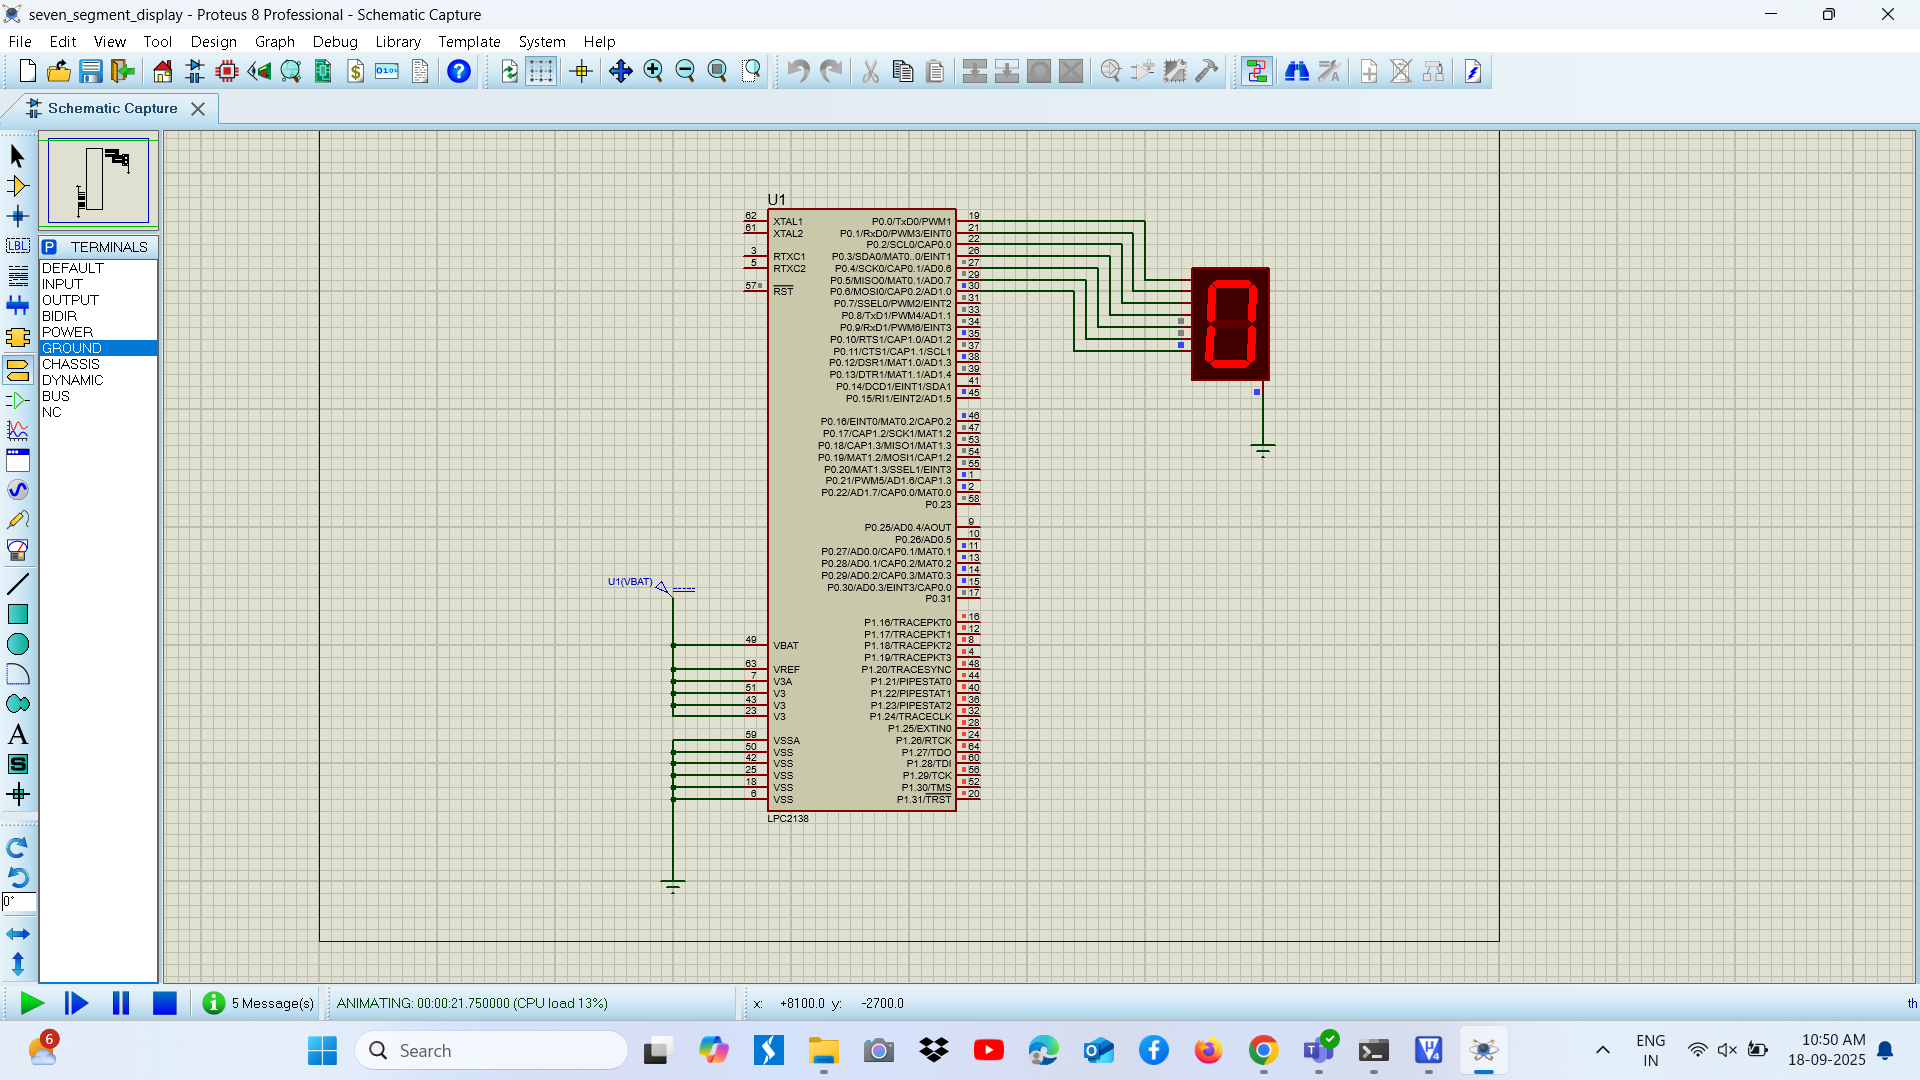 seven_segment_display - Proteus 8 Professional - Schematic Capture
File Edit View Tool Design Graph Debug Library Template System Help
Schematic Capture
P TERMINALS
DEFAULT
INPUT
OUTPUT
BIDIR
POWER
GROUND
CHASSIS
DYNAMIC
BUS
NC
LBL
A
S
0°
U1
62 XTAL1
61 XTAL2
3 RTXC1
5 RTXC2
57 RST
49 VBAT
63 VREF
7 V3A
51 V3
43 V3
23 V3
59 VSSA
50 VSS
42 VSS
25 VSS
18 VSS
6 VSS
U1(VBAT)
P0.0/TxD0/PWM1 19
P0.1/RxD0/PWM3/EINT0 21
P0.2/SCL0/CAP0.0 22
P0.3/SDA0/MAT0..0/EINT1 26
P0.4/SCK0/CAP0.1/AD0.6 27
P0.5/MISO0/MAT0.1/AD0.7 29
P0.6/MOSI0/CAP0.2/AD1.0 30
P0.7/SSEL0/PWM2/EINT2 31
P0.8/TxD1/PWM4/AD1.1 33
P0.9/RxD1/PWM6/EINT3 34
P0.10/RTS1/CAP1.0/AD1.2 35
P0.11/CTS1/CAP1.1/SCL1 37
P0.12/DSR1/MAT1.0/AD1.3 38
P0.13/DTR1/MAT1.1/AD1.4 39
P0.14/DCD1/EINT1/SDA1 41
P0.15/RI1/EINT2/AD1.5 45
P0.16/EINT0/MAT0.2/CAP0.2 46
P0.17/CAP1.2/SCK1/MAT1.2 47
P0.18/CAP1.3/MISO1/MAT1.3 53
P0.19/MAT1.2/MOSI1/CAP1.2 54
P0.20/MAT1.3/SSEL1/EINT3 55
P0.21/PWM5/AD1.6/CAP1.3 1
P0.22/AD1.7/CAP0.0/MAT0.0 2
P0.23 58
P0.25/AD0.4/AOUT 9
P0.26/AD0.5 10
P0.27/AD0.0/CAP0.1/MAT0.1 11
P0.28/AD0.1/CAP0.2/MAT0.2 13
P0.29/AD0.2/CAP0.3/MAT0.3 14
P0.30/AD0.3/EINT3/CAP0.0 15
P0.31 17
P1.16/TRACEPKT0 16
P1.17/TRACEPKT1 12
P1.18/TRACEPKT2 8
P1.19/TRACEPKT3 4
P1.20/TRACESYNC 48
P1.21/PIPESTAT0 44
P1.22/PIPESTAT1 40
P1.23/PIPESTAT2 36
P1.24/TRACECLK 32
P1.25/EXTIN0 28
P1.26/RTCK 24
P1.27/TDO 64
P1.28/TDI 60
P1.29/TCK 56
P1.30/TMS 52
P1.31/TRST 20
LPC2138
0
5 Message(s) ANIMATING: 00:00:21.750000 (CPU load 13%) x: +8100.0 y: -2700.0 th
6
Search
ENG
IN
10:50 AM
18-09-2025